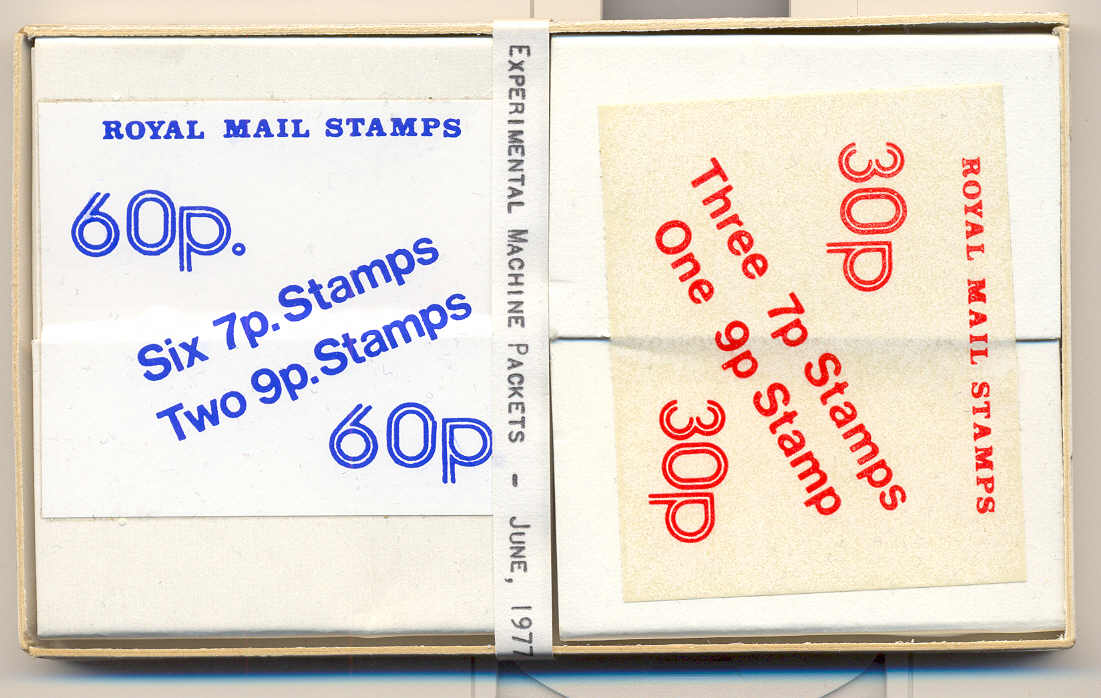 ROYAL MAIL STAMPS
60p.
Six 7p. Stamps
Two 9p. Stamps
60p
EXPERIMENTAL MACHINE PACKETS - JUNE, 1977
ROYAL MAIL STAMPS
30p
Three 7p Stamps
One 9p Stamp
30p